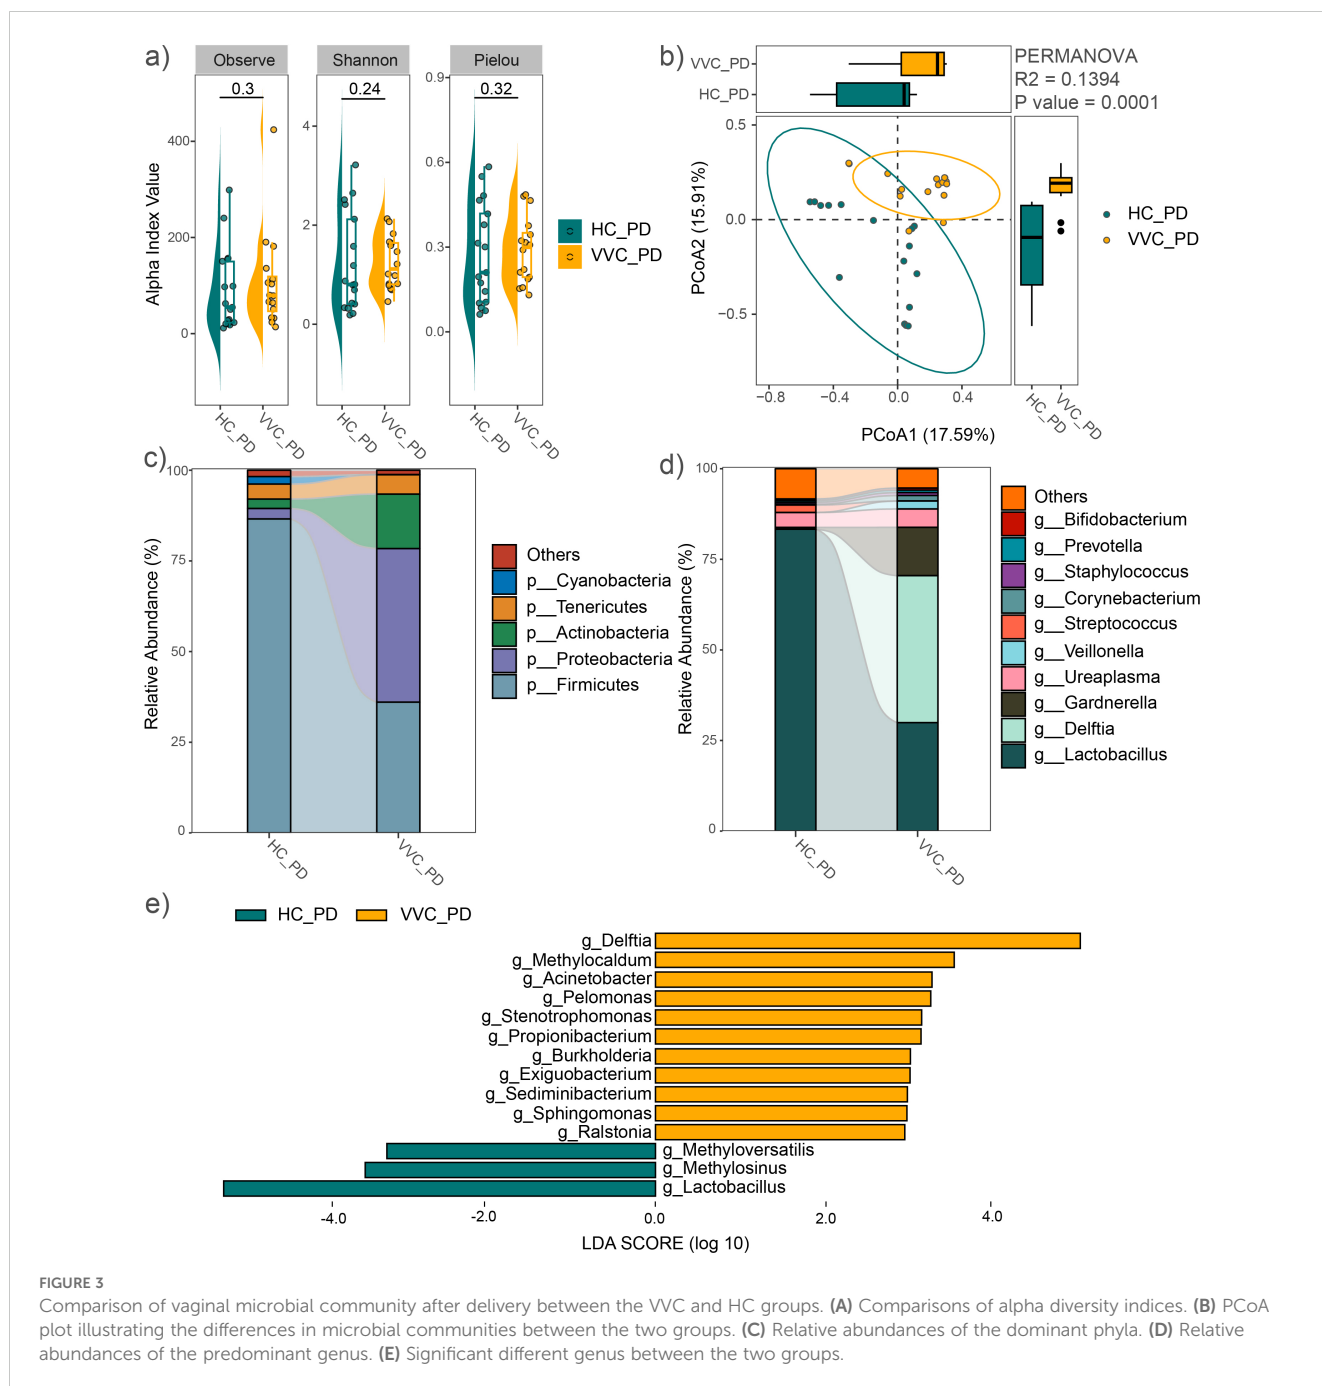 a)
Observe
Shannon
Pielou
0.3
0.24
0.32
Alpha Index Value
400
200
0
4
2
0
0.9
0.6
0.3
0.0
HC_PD
VVC_PD
HC_PD
VVC_PD
HC_PD
VVC_PD
HC_PD
VVC_PD
b)
VVC_PD
HC_PD
PERMANOVA
R2 = 0.1394
P value = 0.0001
PCoA2 (15.91%)
0.5
0.0
−0.5
−0.8
−0.4
0.0
0.4
PCoA1 (17.59%)
HC_PD
VVC_PD
HC_PD
VVC_PD
c)
Relative Abundance (%)
100
75
50
25
0
HC_PD
VVC_PD
Others
p__Cyanobacteria
p__Tenericutes
p__Actinobacteria
p__Proteobacteria
p__Firmicutes
d)
Relative Abundance (%)
100
75
50
25
0
HC_PD
VVC_PD
Others
g__Bifidobacterium
g__Prevotella
g__Staphylococcus
g__Corynebacterium
g__Streptococcus
g__Veillonella
g__Ureaplasma
g__Gardnerella
g__Delftia
g__Lactobacillus
e)
HC_PD
VVC_PD
g_Delftia
g_Methylocaldum
g_Acinetobacter
g_Pelomonas
g_Stenotrophomonas
g_Propionibacterium
g_Burkholderia
g_Exiguobacterium
g_Sediminibacterium
g_Sphingomonas
g_Ralstonia
g_Methyloversatilis
g_Methylosinus
g_Lactobacillus
-4.0
-2.0
0.0
2.0
4.0
LDA SCORE (log 10)
FIGURE 3
Comparison of vaginal microbial community after delivery between the VVC and HC groups. (A) Comparisons of alpha diversity indices. (B) PCoA
plot illustrating the differences in microbial communities between the two groups. (C) Relative abundances of the dominant phyla. (D) Relative
abundances of the predominant genus. (E) Significant different genus between the two groups.